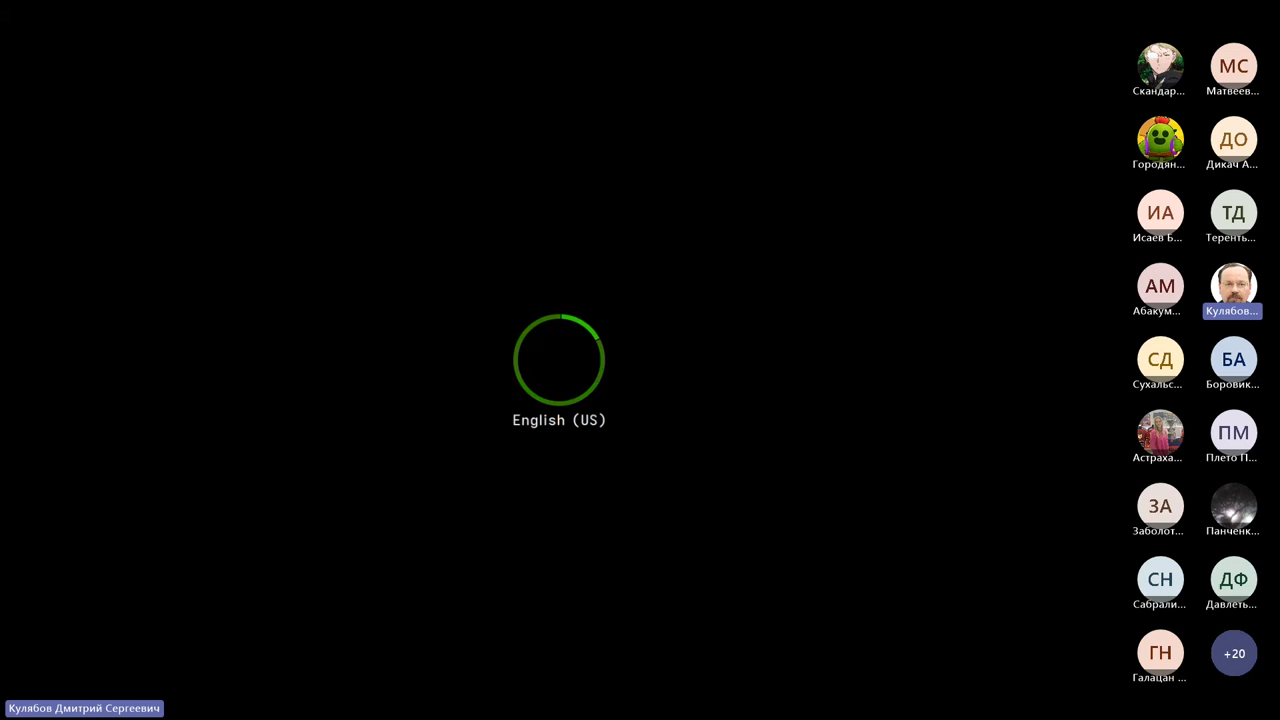 English (US)
Скандар...
МС
Матвеев...
Городян...
ДО
Дикач А...
ИА
Исаев Б...
ТД
Теренть...
АМ
Абакум...
Кулябов...
СД
Сухальс...
БА
Боровик...
Астраха...
ПМ
Плето П...
ЗА
Заболот...
Панченк...
СН
Сабрали...
ДФ
Давлеть...
ГН
Галацан ...
+20
Кулябов Дмитрий Сергеевич